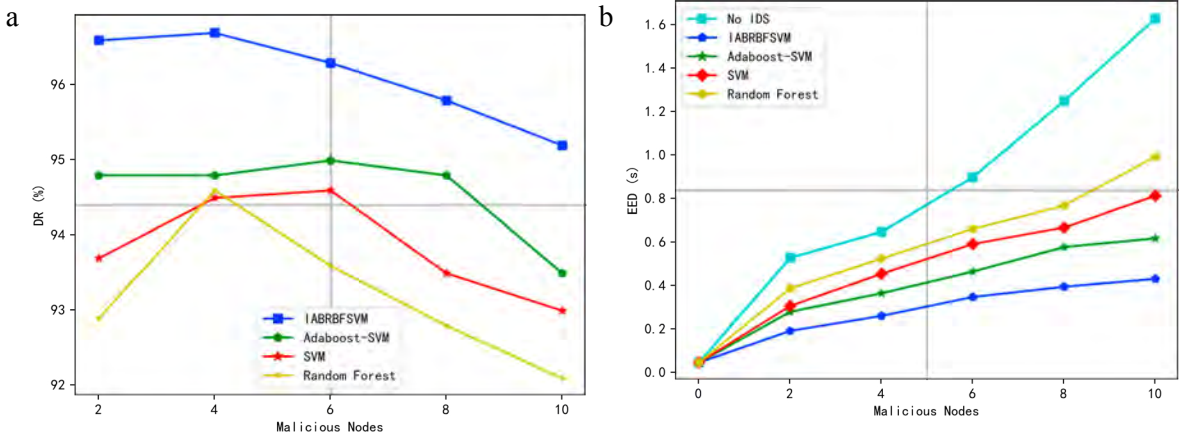 a
DR (%)
96
95
94
93
92
IABRBFSVM
Adaboost-SVM
SVM
Random Forest
2 4 6 8 10
Malicious Nodes
b
EED (s)
1.6
1.4
1.2
1.0
0.8
0.6
0.4
0.2
0.0
No IDS
IABRBFSVM
Adaboost-SVM
SVM
Random Forest
0 2 4 6 8 10
Malicious Nodes